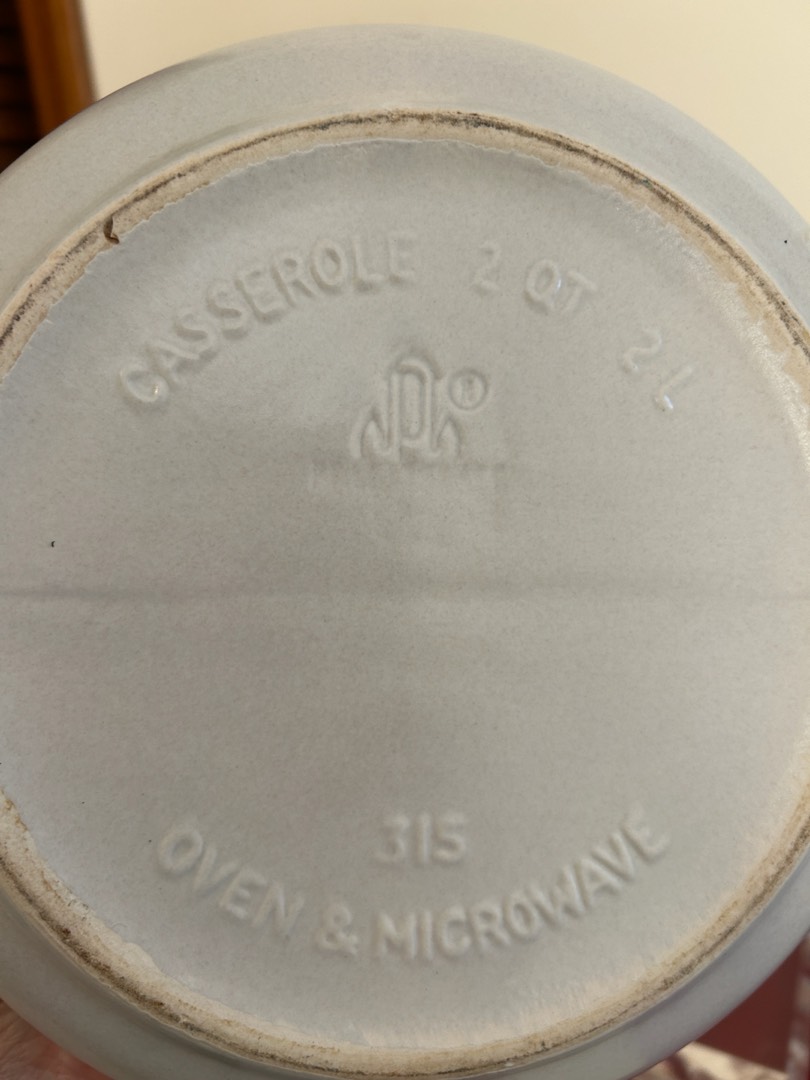 CASSEROLE 2 QT 2 L
®
315
OVEN & MICROWAVE